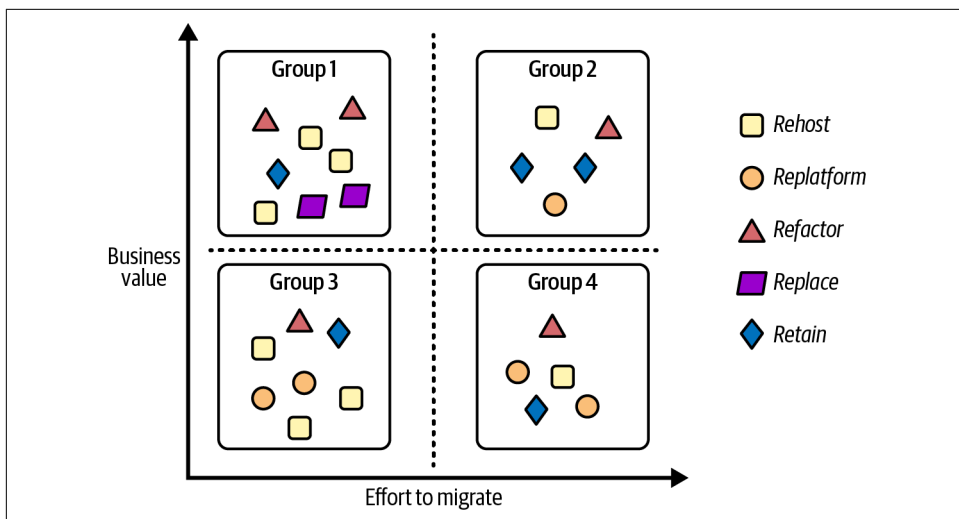 Group 1
Group 2
Rehost
Replatform
Refactor
Replace
Retain
Business
value
Group 3
Group 4
Effort to migrate